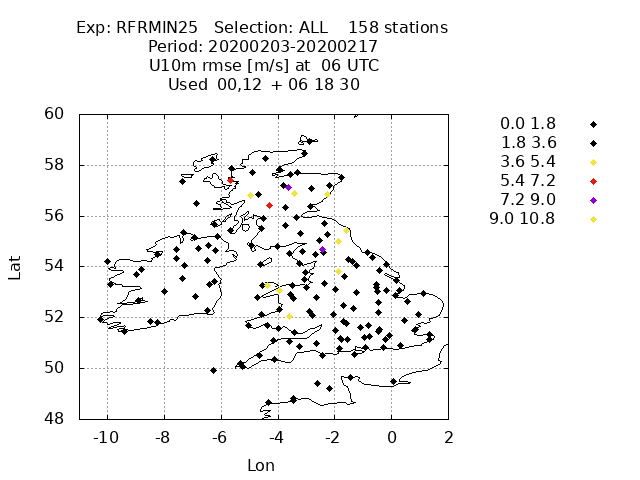 Exp: RFRMIN25 Selection: ALL 158 stations
Period: 20200203-20200217
U10m rmse [m/s] at 06 UTC
Used 00,12 + 06 18 30
0.0 1.8
1.8 3.6
3.6 5.4
5.4 7.2
7.2 9.0
9.0 10.8
60
58
56
54
52
50
48
Lat
-10 -8 -6 -4 -2 0 2
Lon